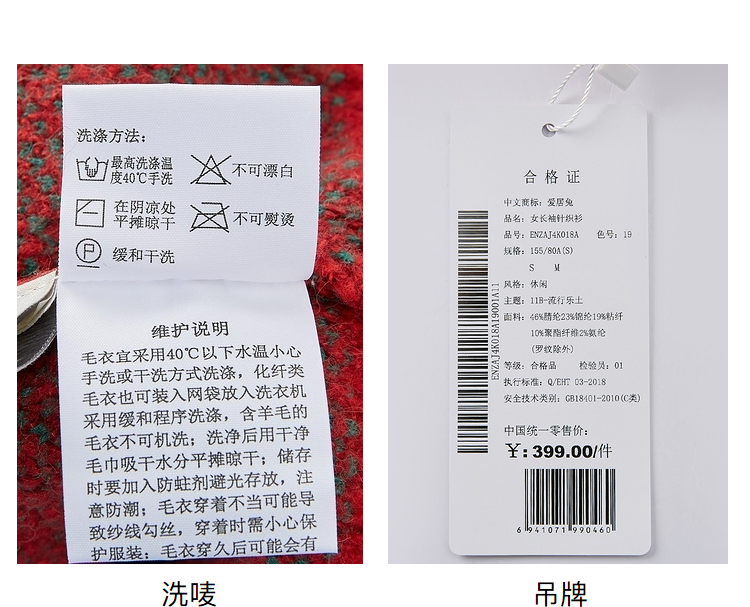 洗涤方法:
最高洗涤温
度40℃手洗
不可漂白
在阴凉处
平摊晾干
不可熨烫
P
缓和干洗
维护说明
毛衣宜采用40℃以下水温小心
手洗或干洗方式洗涤，化纤类
毛衣也可装入网袋放入洗衣机
采用缓和程序洗涤，含羊毛的
毛衣不可机洗；洗净后用干净
毛巾吸干水分平摊晾干；储存
时要加入防蛀剂避光存放，注
意防潮；毛衣穿着不当可能导
致纱线勾丝，穿着时需小心保
护服装；毛衣穿久后可能会有
洗唛
合格证
中文商标: 爱居兔
品名: 女长袖针织衫
品号: ENZAJ4K018A 色号: 19
规格: 155/80A(S)
S M
风格: 休闲
主题: 11B-流行乐土
面料: 46%腈纶23%锦纶19%粘纤
10%聚酯纤维2%氨纶
(罗纹除外)
等级: 合格品 检验员: 01
执行标准: Q/EHT 03-2018
安全技术类别: GB18401-2010(C类)
ENZAJ4K018A19001A11
中国统一零售价:
¥: 399.00/件
6 941071 990460
吊牌